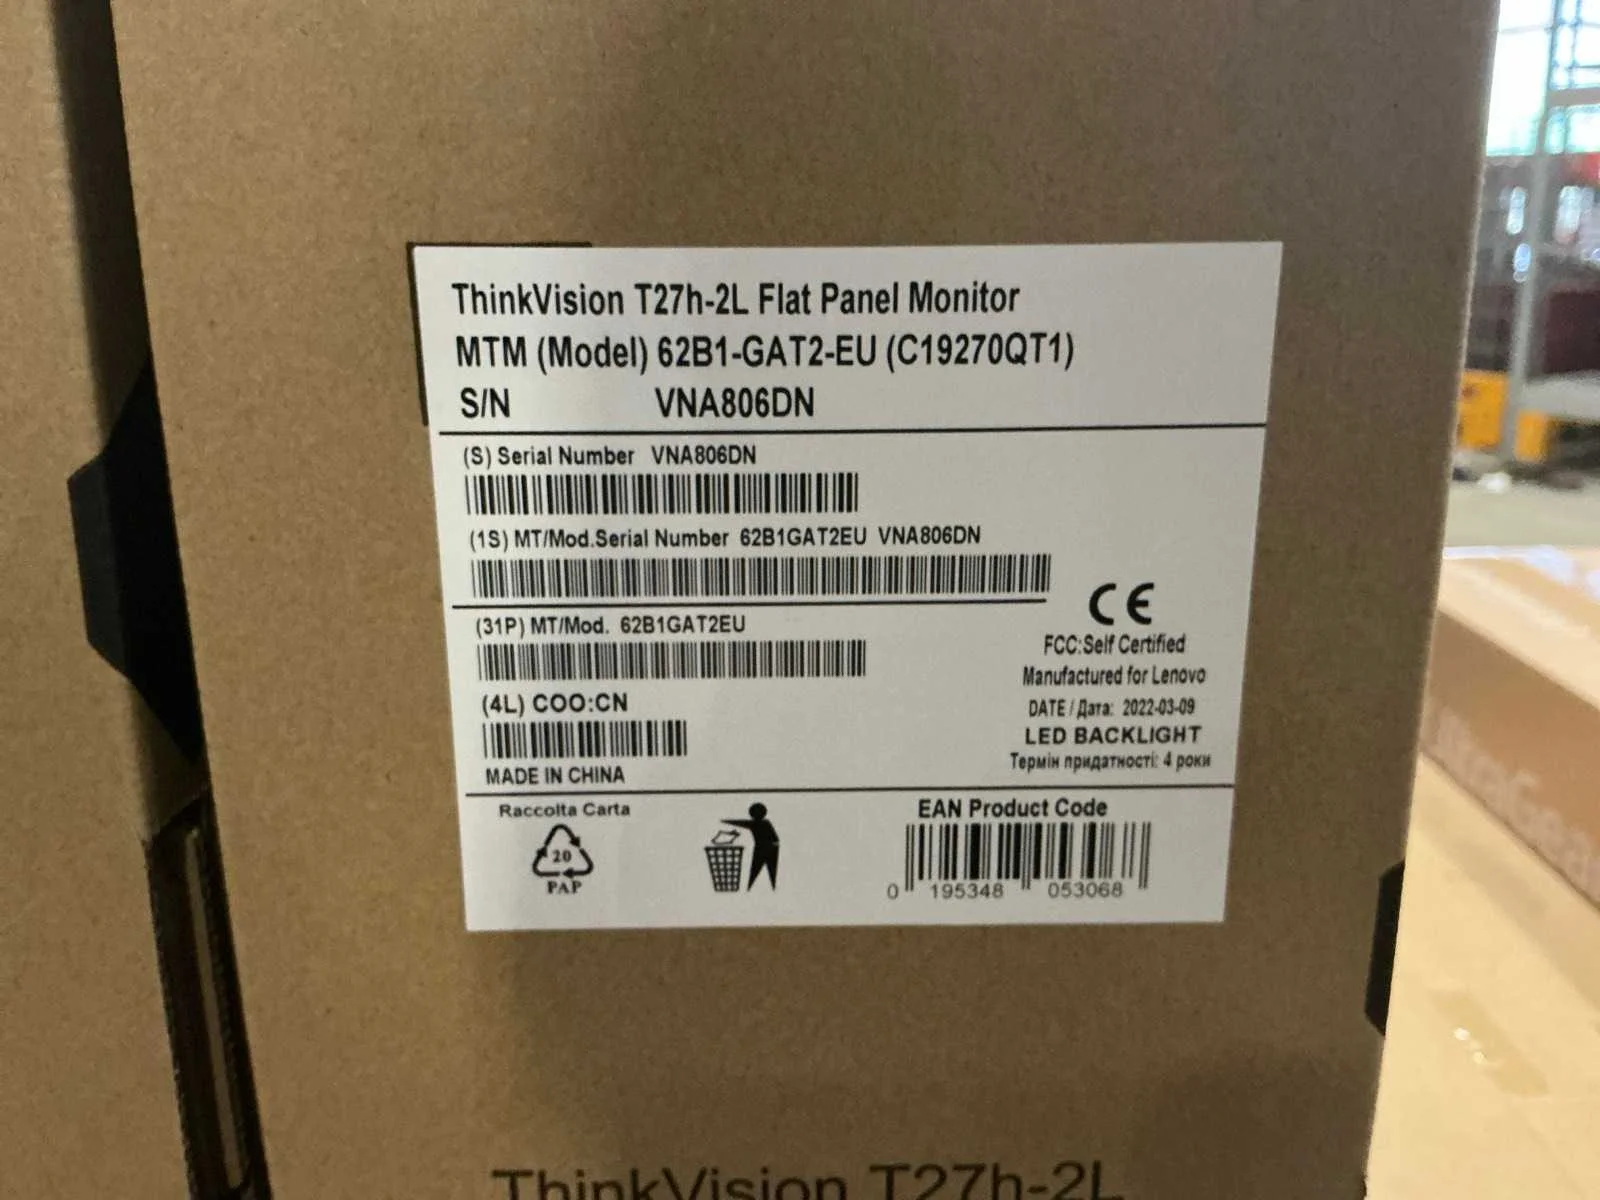 ThinkVision T27h-2L Flat Panel Monitor
MTM (Model) 62B1-GAT2-EU (C19270QT1)
S/N VNA806DN
(S) Serial Number VNA806DN
(1S) MT/Mod.Serial Number 62B1GAT2EU VNA806DN
(31P) MT/Mod. 62B1GAT2EU
(4L) COO:CN
MADE IN CHINA
CE
FCC:Self Certified
Manufactured for Lenovo
DATE / Дата: 2022-03-09
LED BACKLIGHT
Термін придатності: 4 роки
Raccolta Carta
20
PAP
EAN Product Code
0 195348 053068
ThinkVision T27h-2L